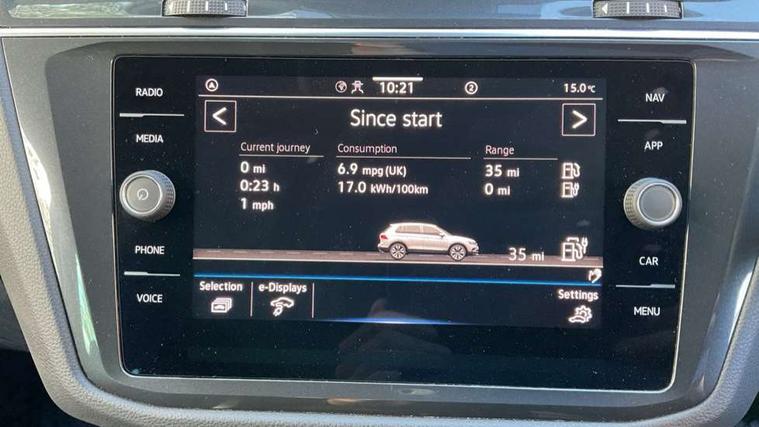 RADIO
MEDIA
PHONE
VOICE
10:21
2
15.0°C
<
Since start
>
Current journey
0 mi
0:23 h
1 mph
Consumption
6.9 mpg (UK)
17.0 kWh/100km
Range
35 mi
0 mi
35 mi
Selection
e-Displays
Settings
NAV
APP
CAR
MENU